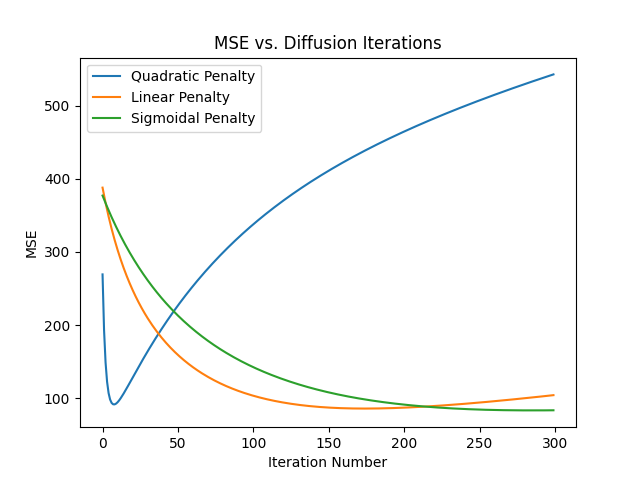 MSE vs. Diffusion Iterations
Quadratic Penalty
Linear Penalty
Sigmoidal Penalty
MSE
500
400
300
200
100
0 50 100 150 200 250 300
Iteration Number